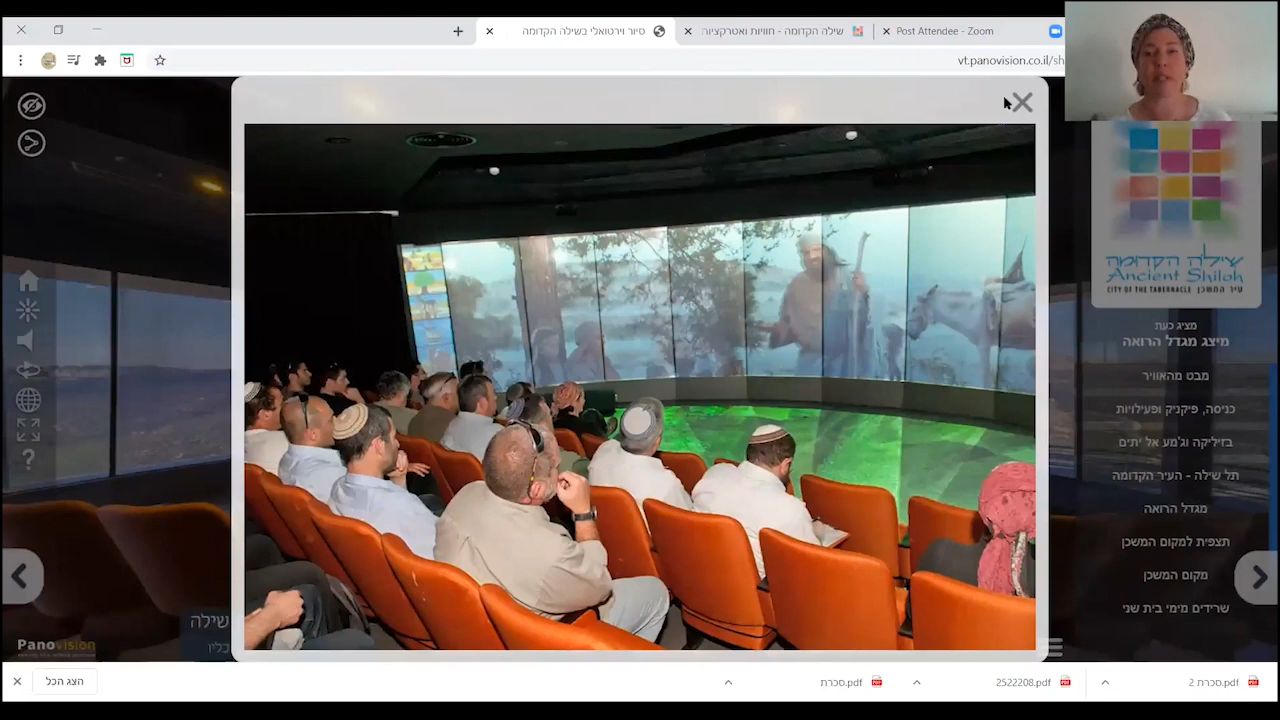 סיור וירטואלי בשילה הקדומה
שילה הקדומה - חוויות ואטרקציות
Post Attendee - Zoom
vt.panovision.co.il/sh
שילה הקדומה
Ancient Shiloh
CITY OF THE TABERNACLE עיר המשכן
מציג כעת
מיצג מגדל הרואה
מבט מהאוויר
כניסה, פיקניק ופעילויות
בזיליקה וג'מע אל יתים
תל שילה - העיר הקדומה
מגדל הרואה
תצפית למקום המשכן
מקום המשכן
שרידים מימי בית שני
שילה
Panovision
הצג הכל
סכרת.pdf
2522208.pdf
סכרת 2.pdf